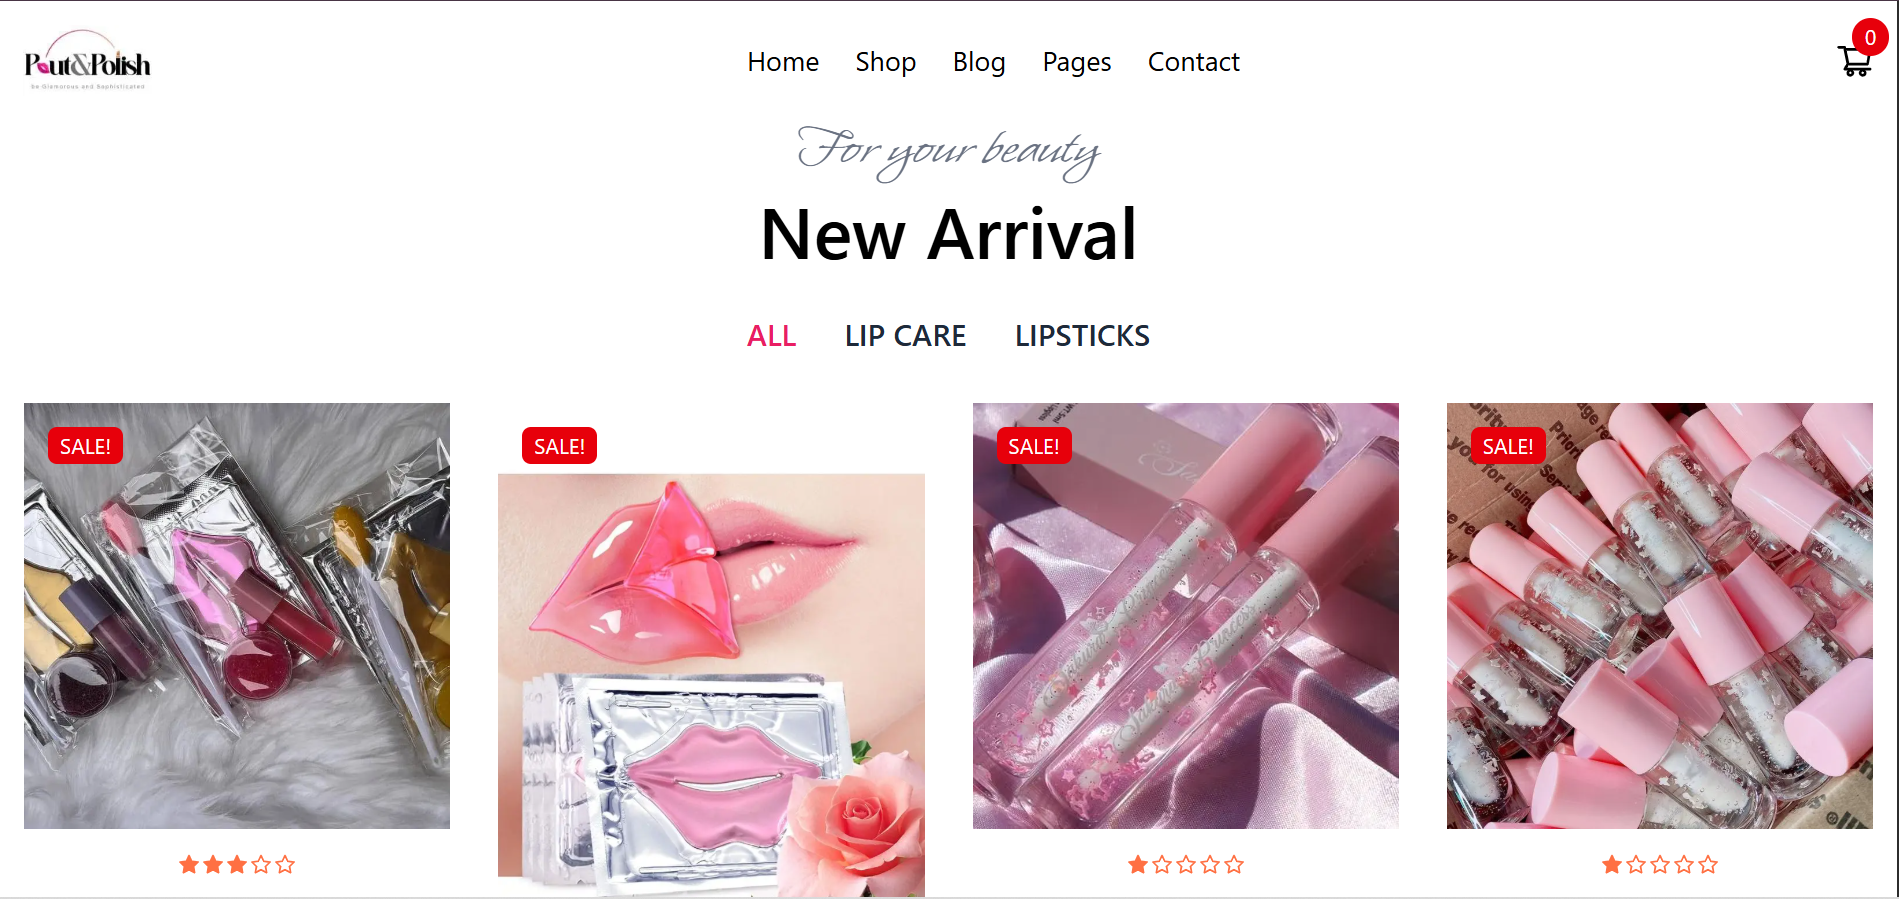 Pout&Polish
be Glamorous and Sophisticated
Home Shop Blog Pages Contact
0
For your beauty
New Arrival
ALL LIP CARE LIPSTICKS
SALE! SALE! SALE! SALE!